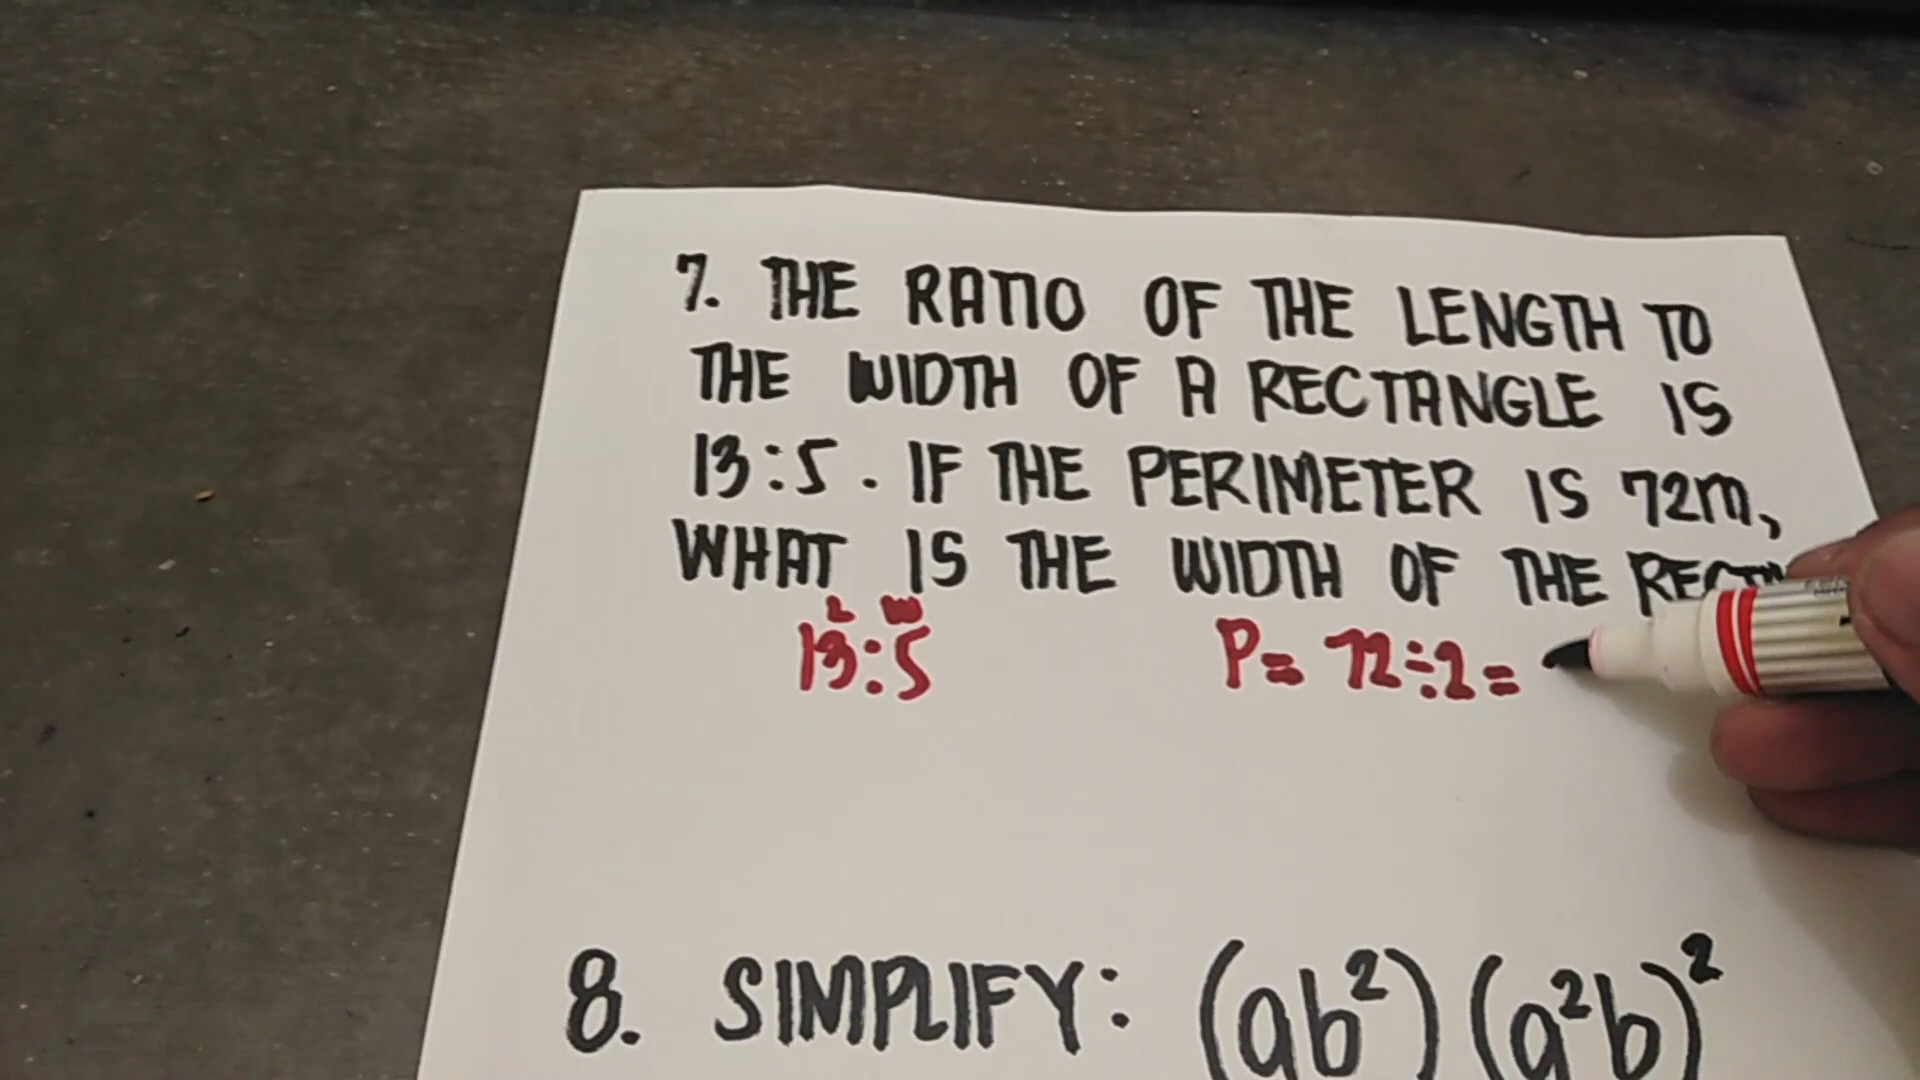 7. THE RATIO OF THE LENGTH TO
THE WIDTH OF A RECTANGLE IS
13:5. IF THE PERIMETER IS 72m,
WHAT IS THE WIDTH OF THE
L W
13:5
P= 72÷2=
8. SIMPLIFY: (ab²)(a²b)²